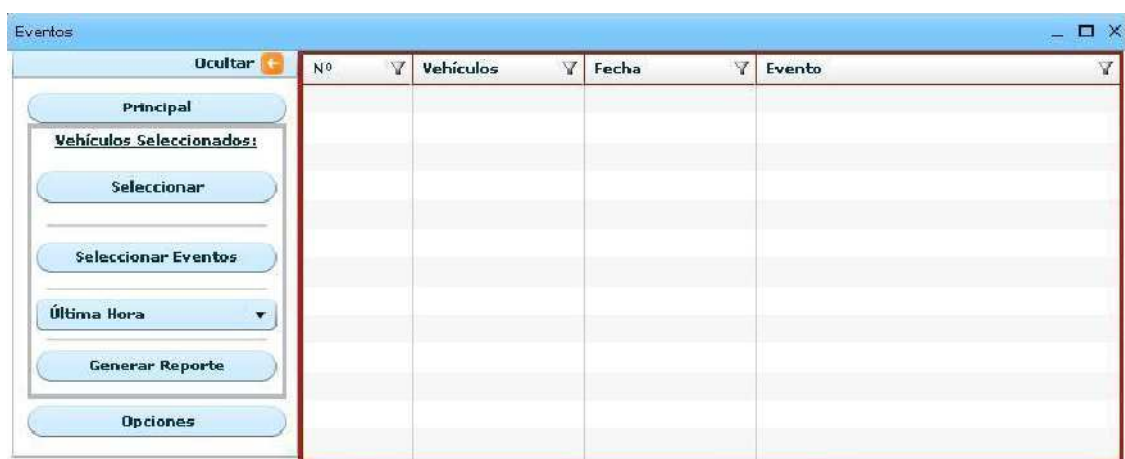 Eventos
Ocultar
Nº Vehículos Fecha Evento
Principal
Vehículos Seleccionados:
Seleccionar
Seleccionar Eventos
Última Hora
Generar Reporte
Opciones